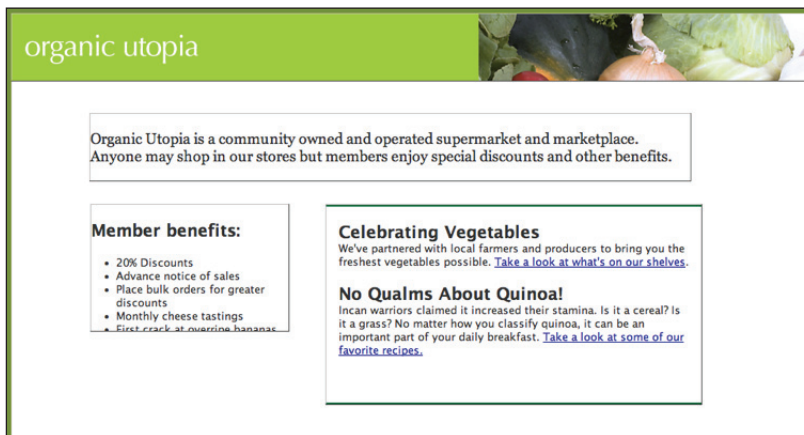 organic utopia
Organic Utopia is a community owned and operated supermarket and marketplace.
Anyone may shop in our stores but members enjoy special discounts and other benefits.
Member benefits:
• 20% Discounts
• Advance notice of sales
• Place bulk orders for greater
discounts
• Monthly cheese tastings
• First crack at overripe bananas
Celebrating Vegetables
We've partnered with local farmers and producers to bring you the
freshest vegetables possible. Take a look at what's on our shelves.
No Qualms About Quinoa!
Incan warriors claimed it increased their stamina. Is it a cereal? Is
it a grass? No matter how you classify quinoa, it can be an
important part of your daily breakfast. Take a look at some of our
favorite recipes.